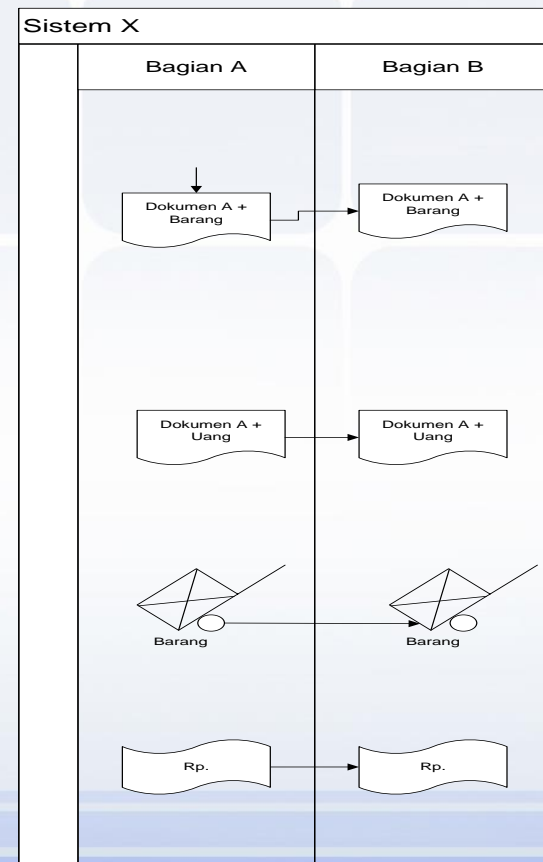 Sistem X
Bagian A
Bagian B
Dokumen A +
Barang
Dokumen A +
Barang
Dokumen A +
Uang
Dokumen A +
Uang
Barang
Barang
Rp.
Rp.